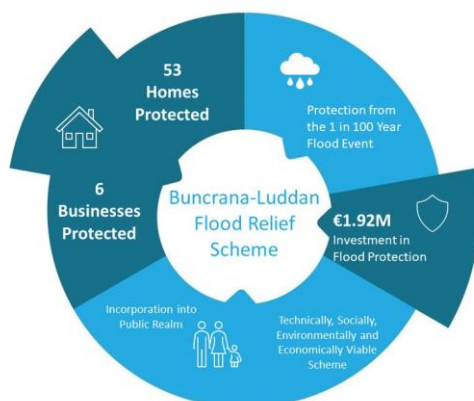 53
Homes
Protected
Protection from
the 1 in 100 Year
Flood Event
6
Businesses
Protected
Buncrana-Luddan
Flood Relief
Scheme
€1.92M
Investment in
Flood Protection
Incorporation into
Public Realm
Technically, Socially,
Environmentally and
Economically Viable
Scheme